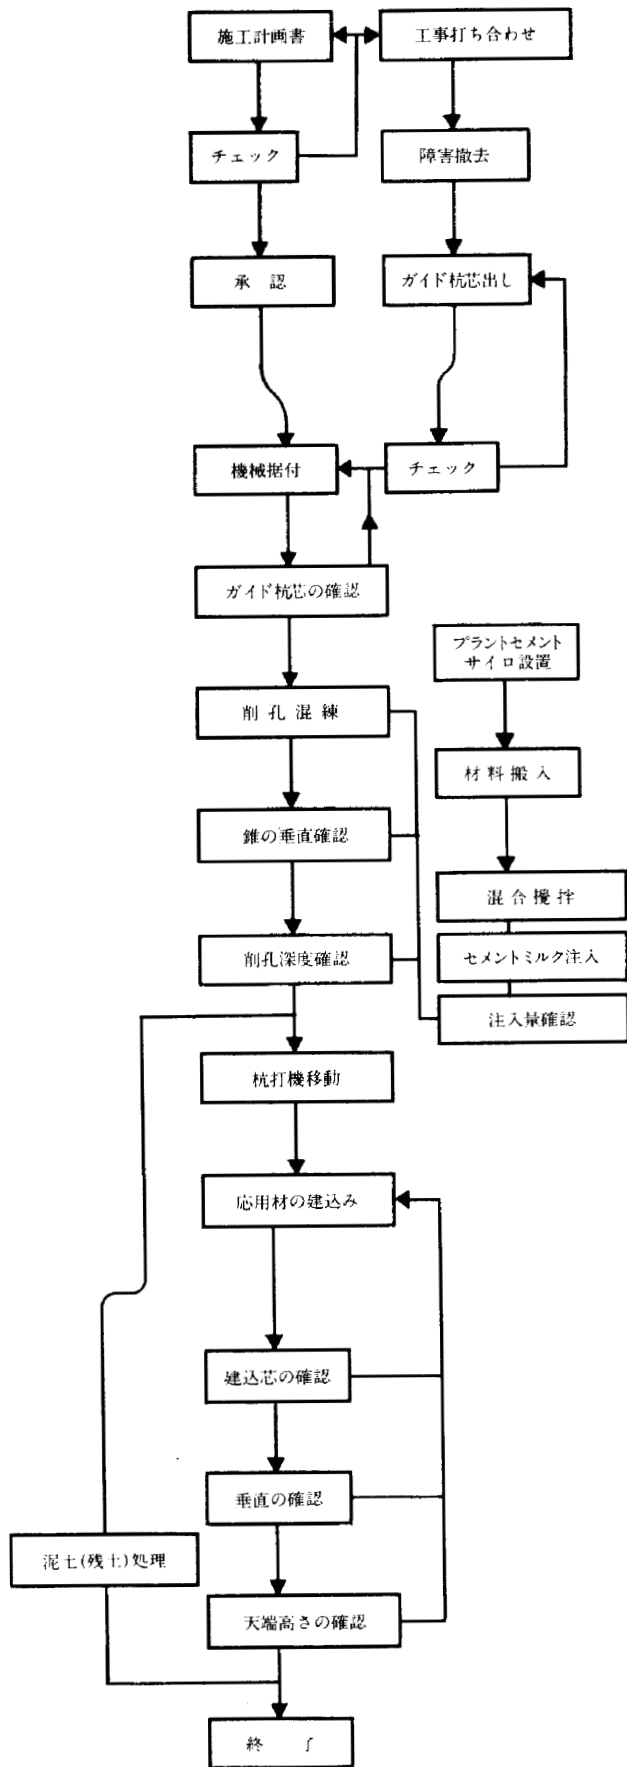 施工計画書
工事打ち合わせ
チェック
障害撤去
承 認
ガイド杭芯出し
機械据付
チェック
ガイド杭芯の確認
プラントセメント
サイロ設置
削孔混練
材料搬入
錐の垂直確認
混合攪拌
削孔深度確認
セメントミルク注入
注入量確認
杭打機移動
応用材の建込み
建込芯の確認
垂直の確認
泥土(残土)処理
天端高さの確認
終 了